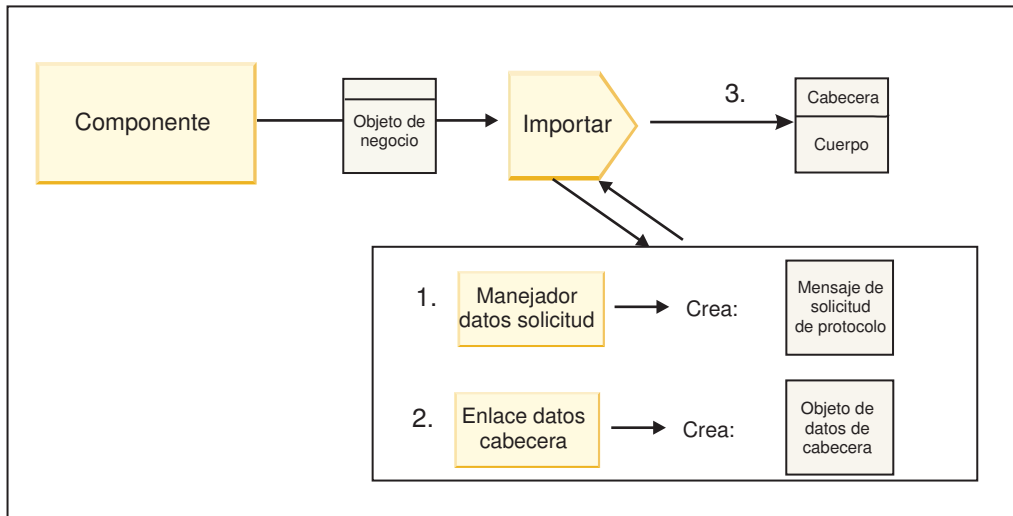 Componente
Objeto de
negocio
Importar
3.
Cabecera
Cuerpo
1.
Manejador
datos solicitud
Crea:
Mensaje de
solicitud
de protocolo
2.
Enlace datos
cabecera
Crea:
Objeto de
datos de
cabecera